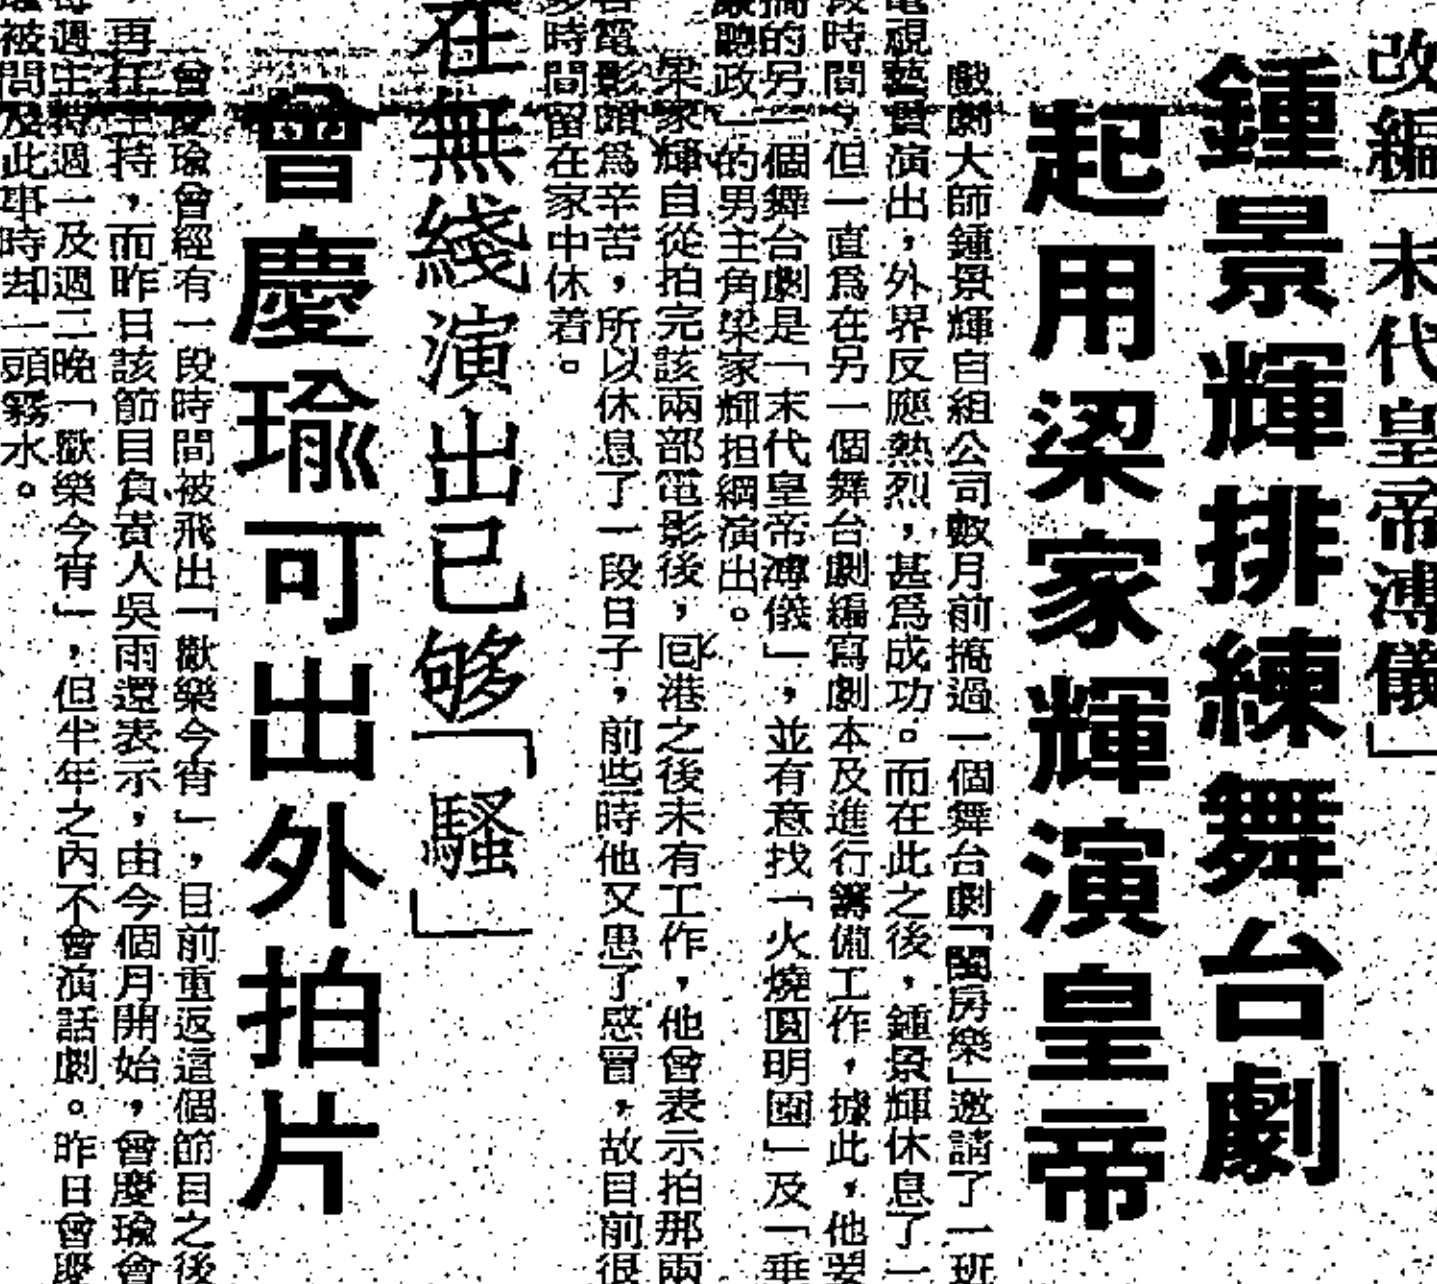 改編「末代皇帝溥儀」
鍾景輝排練舞台劇
起用梁家輝演皇帝
戲劇大師鍾景輝自組公司數月前搞過一個舞台劇「閨房樂」邀請了一班
電視藝員演出，外界反應熱烈，甚爲成功。而在此之後，鍾景輝休息了一
段時間，但一直爲在另一個舞台劇編寫劇本及進行籌備工作，據此，他要
搞的另一個舞台劇是「末代皇帝溥儀」，並有意找「火燒圓明園」及「垂
簾聽政」的男主角梁家輝担綱演出。
梁家輝自從拍完該兩部電影後，囘港之後未有工作，他曾表示拍那兩
電影頗爲辛苦，所以休息了一段日子，前些時他又患了感冒，故目前很
多時間留在家中休着。
在無綫演出已够「騷」
曾慶瑜可出外拍片
曾慶瑜曾經有一段時間被飛出「歡樂今宵」，目前重返這個節目之後
，再任主持，而昨日該節目負責人吳雨還表示，由今個月開始，曾慶瑜會
每週主持週一及週二晚「歡樂今宵」，但半年之內不會演話劇。昨日曾慶
被問及此事時却一頭霧水。